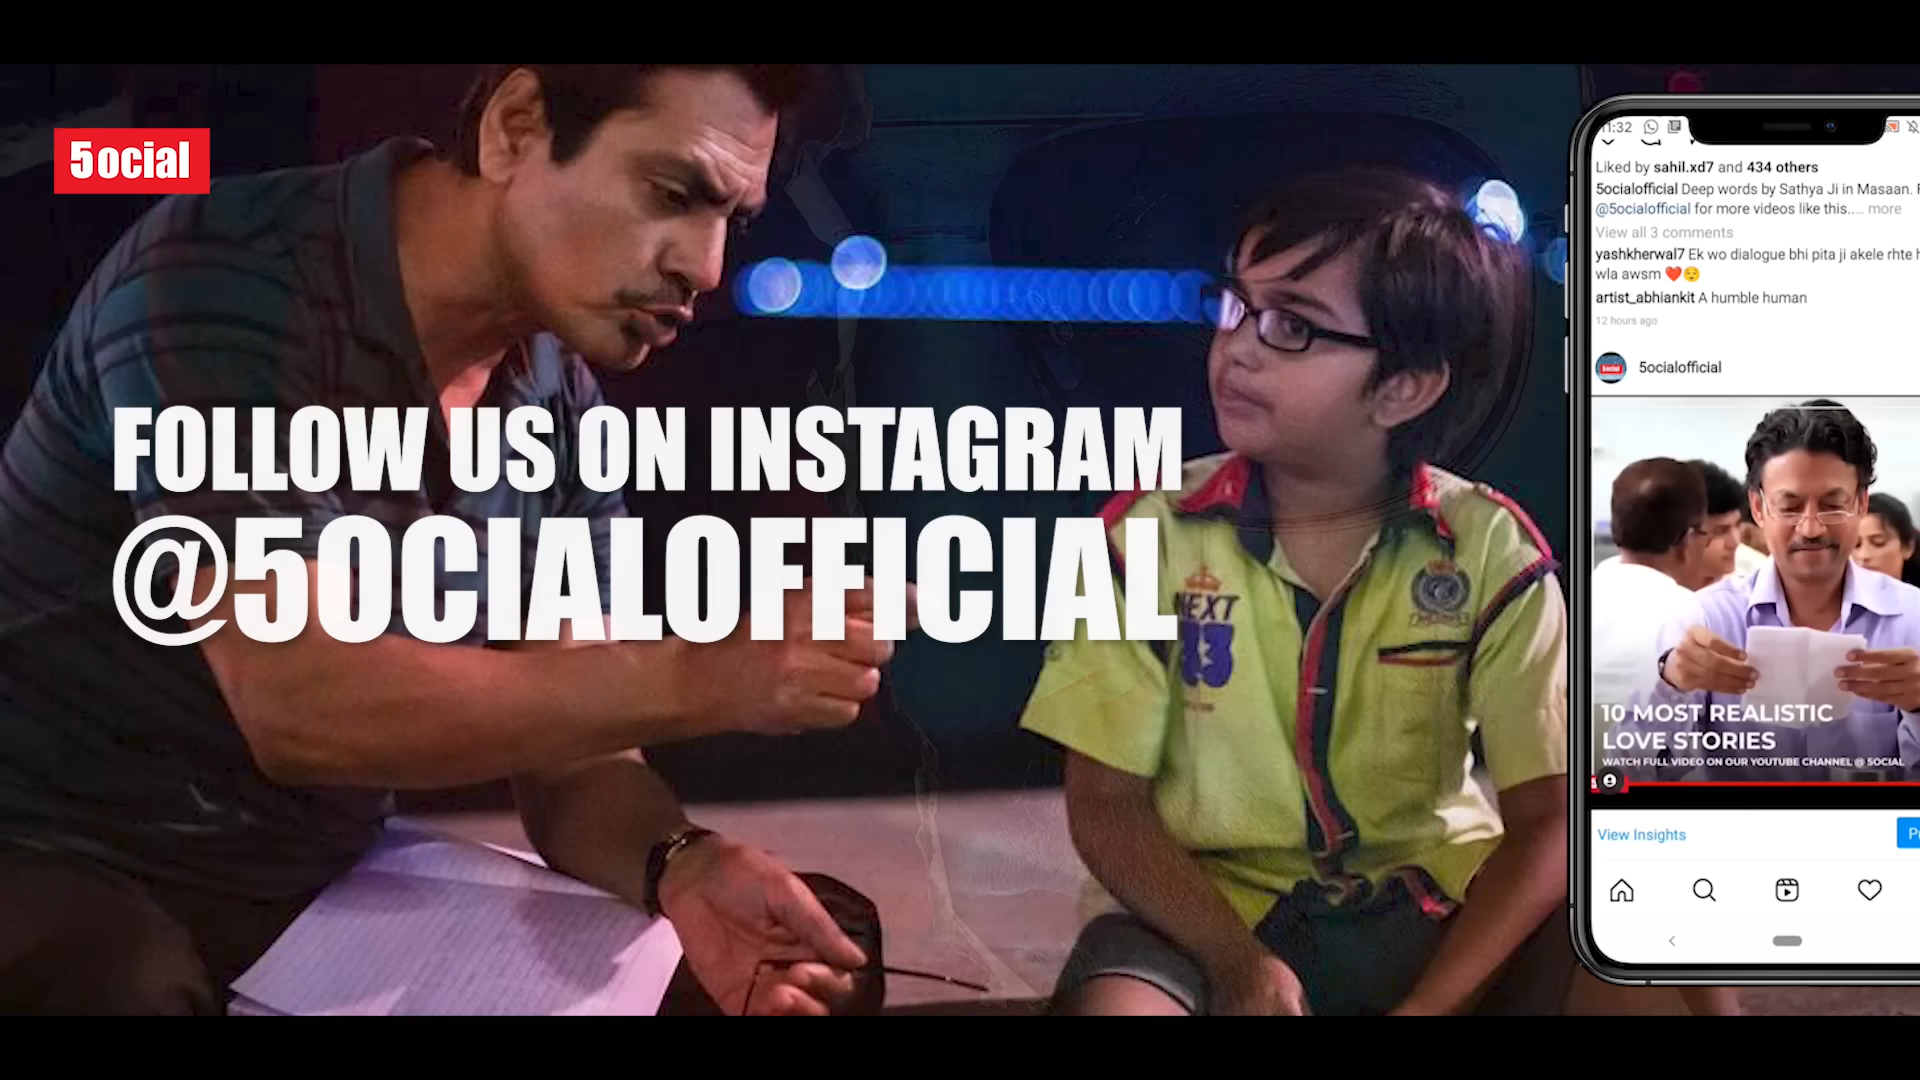 5ocial
FOLLOW US ON INSTAGRAM
@5OCIALOFFICIAL
NEXT
11:32
Liked by sahil.xd7 and 434 others
5ocialofficial Deep words by Sathya Ji in Masaan.
@5ocialofficial for more videos like this..... more
View all 3 comments
yashkherwal7 Ek wo dialogue bhi pita ji akele rhte
wla awsm ❤️😌
artist_abhiankit A humble human
12 hours ago
5ocialofficial
10 MOST REALISTIC
LOVE STORIES
WATCH FULL VIDEO ON OUR YOUTUBE CHANNEL @ 5OCIAL
View Insights